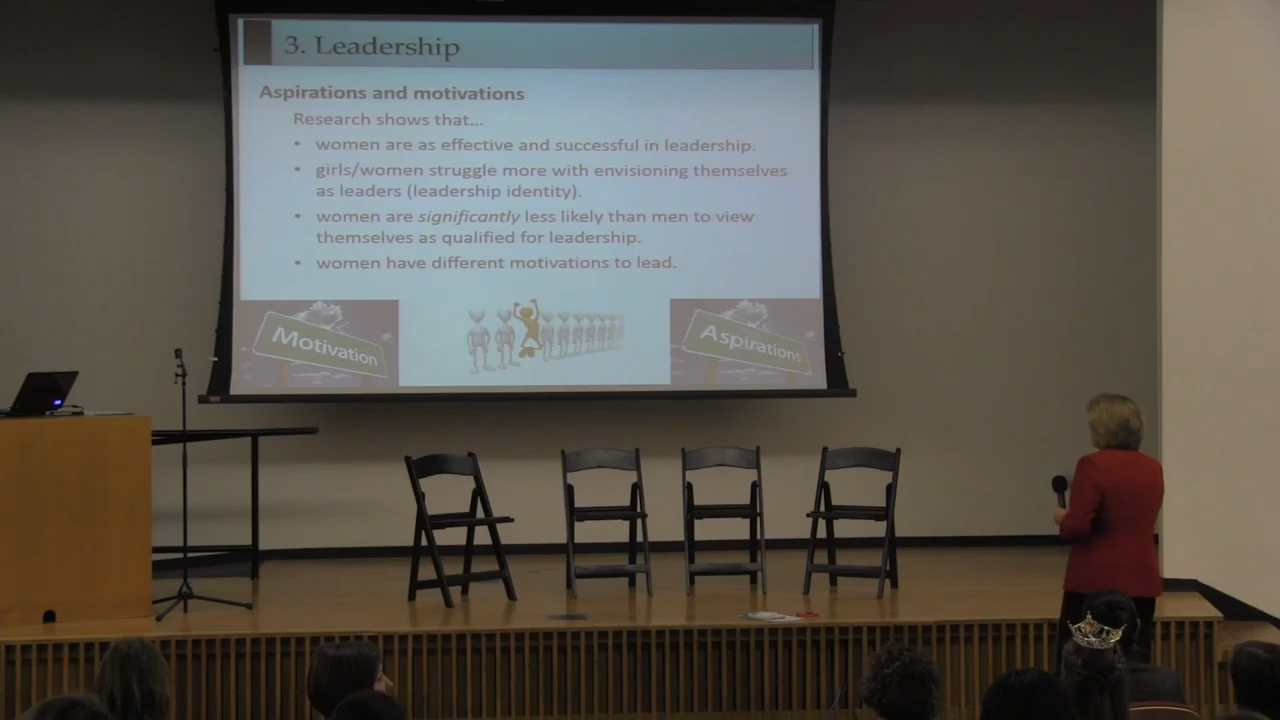 3. Leadership
Aspirations and motivations
Research shows that...
• women are as effective and successful in leadership.
• girls/women struggle more with envisioning themselves
as leaders (leadership identity).
• women are significantly less likely than men to view
themselves as qualified for leadership.
• women have different motivations to lead.
Motivation
Aspirations